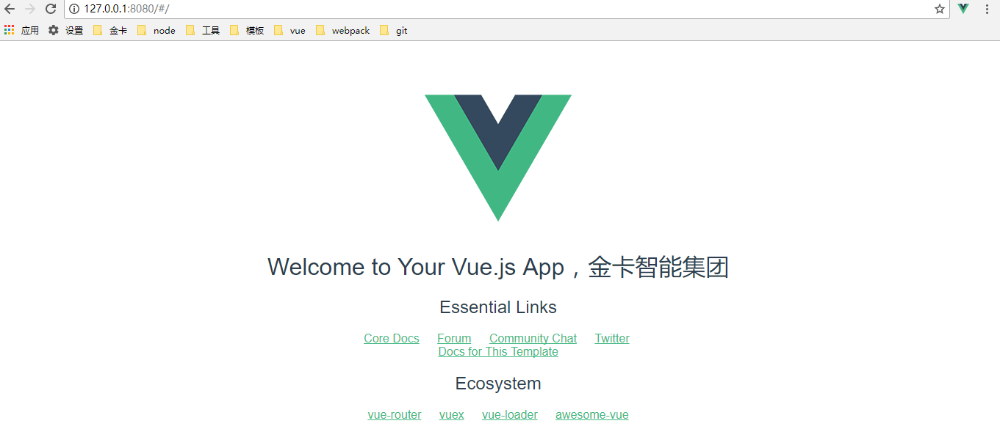 127.0.0.1:8080/#/
应用 设置 金卡 node 工具 模板 vue webpack git
Welcome to Your Vue.js App，金卡智能集团
Essential Links
Core Docs Forum Community Chat Twitter
Docs for This Template
Ecosystem
vue-router vuex vue-loader awesome-vue